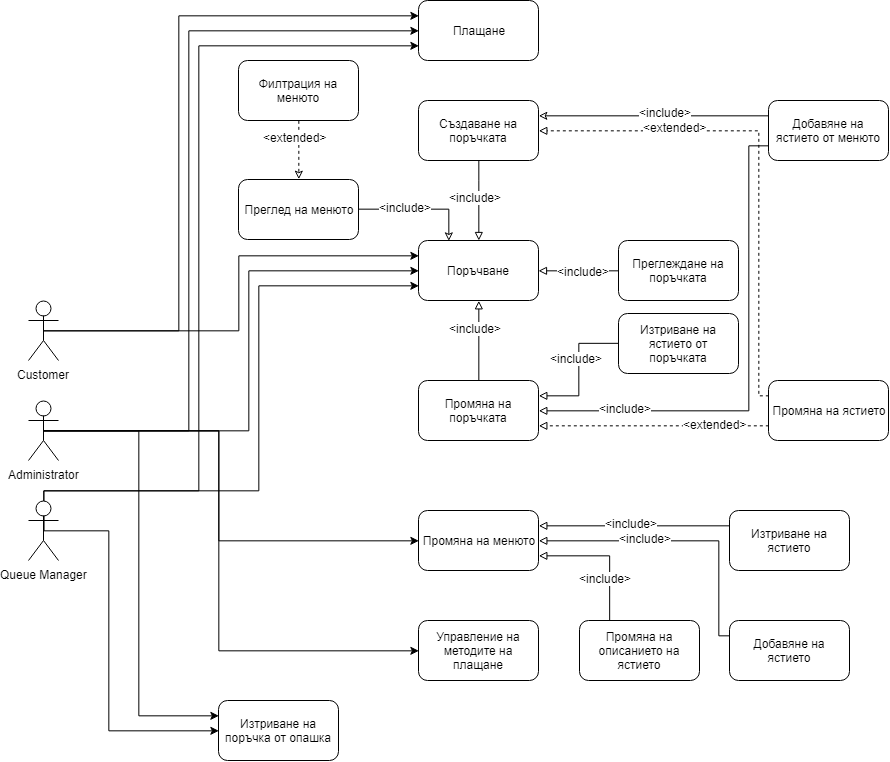 Плащане
Филтрация на
менюто
<extended>
Създаване на
поръчката
<include>
<extended>
Добавяне на
ястието от менюто
Преглед на менюто
<include>
<include>
Поръчване
<include>
Преглеждане на
поръчката
<include>
Изтриване на
ястието от
поръчката
<include>
Customer
Промяна на
поръчката
<include>
<extended>
Промяна на ястието
Administrator
Queue Manager
Промяна на менюто
<include>
<include>
<include>
Изтриване на
ястието
Управление на
методите на
плащане
Промяна на
описанието на
ястието
Добавяне на
ястието
Изтриване на
поръчка от опашка